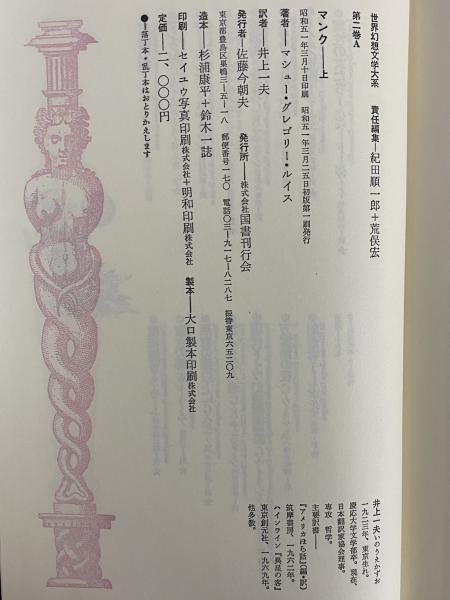 世界幻想文学大系 責任編集―紀田順一郎＋荒俣宏
第二巻A
マンク―上
昭和五一年三月十日印刷 昭和五一年三月二五日初版第一刷発行
著者―マシュー・グレゴリー・ルイス
訳者―井上一夫
発行者―佐藤今朝夫 発行所―株式会社国書刊行会
東京都豊島区巣鴨三―五―一八 郵便番号一七〇 電話〇三―九一七―八二八七 振替東京六五二〇九
造本―杉浦康平＋鈴木一誌
印刷―セイユウ写真印刷株式会社＋明和印刷株式会社 製本―大口製本印刷株式会社
定価―二、〇〇〇円
●―落丁本・乱丁本はおとりかえします
井上一夫 いのうえかずお
一九二三年、東京生れ。
慶応大学文学部卒。現在、
日本翻訳家協会理事。
専攻 哲学。
主要訳書―
『アメリカほら話』（編・訳）
筑摩書房、一九六二年。
ハインライン『異星の客』
東京創元社、一九六九年。
他多数。